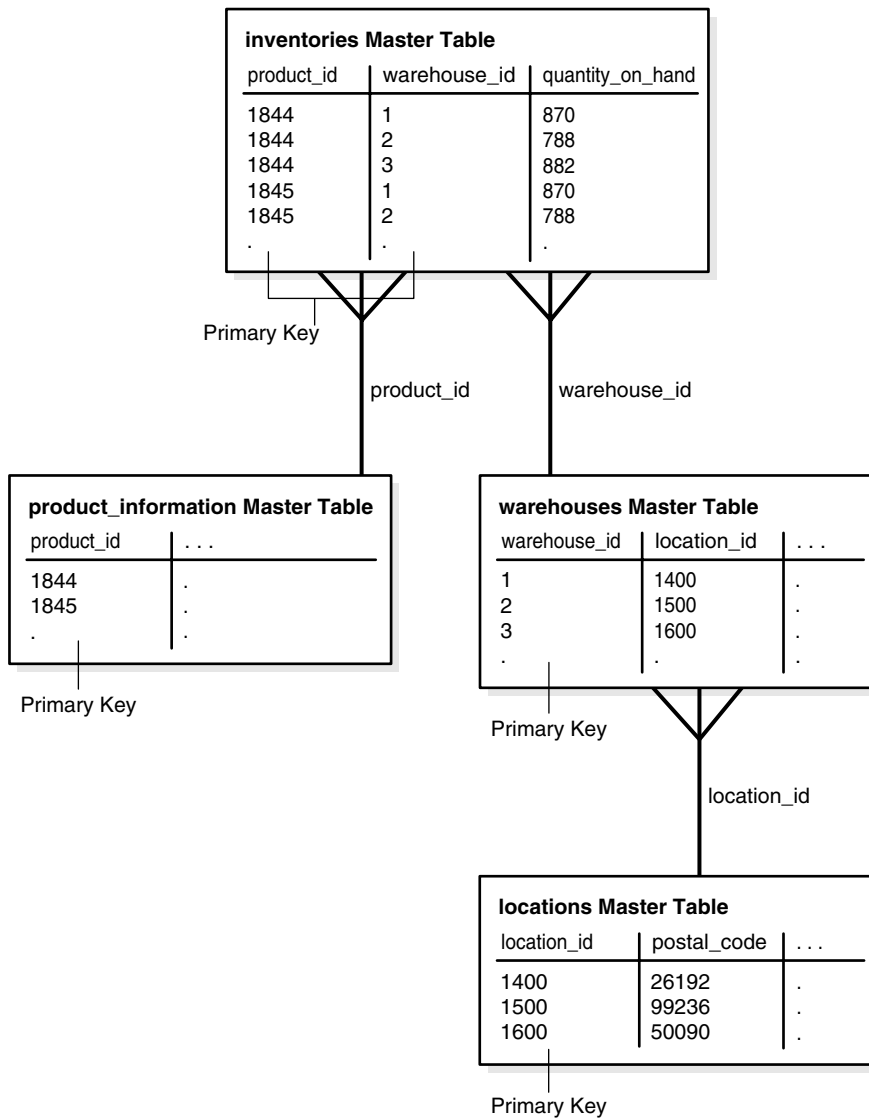 inventories Master Table
product_id warehouse_id quantity_on_hand
1844 1 870
1844 2 788
1844 3 882
1845 1 870
1845 2 788
. . .
Primary Key
product_id warehouse_id
product_information Master Table
product_id . . .
1844 .
1845 .
. .
Primary Key
warehouses Master Table
warehouse_id location_id . . .
1 1400 .
2 1500 .
3 1600 .
. . .
Primary Key
location_id
locations Master Table
location_id postal_code . . .
1400 26192 .
1500 99236 .
1600 50090 .
Primary Key